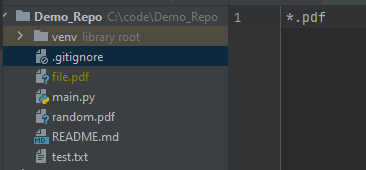 Demo_Repo C:\code\Demo_Repo
venv library root
.gitignore
file.pdf
main.py
random.pdf
README.md
test.txt
1 *.pdf